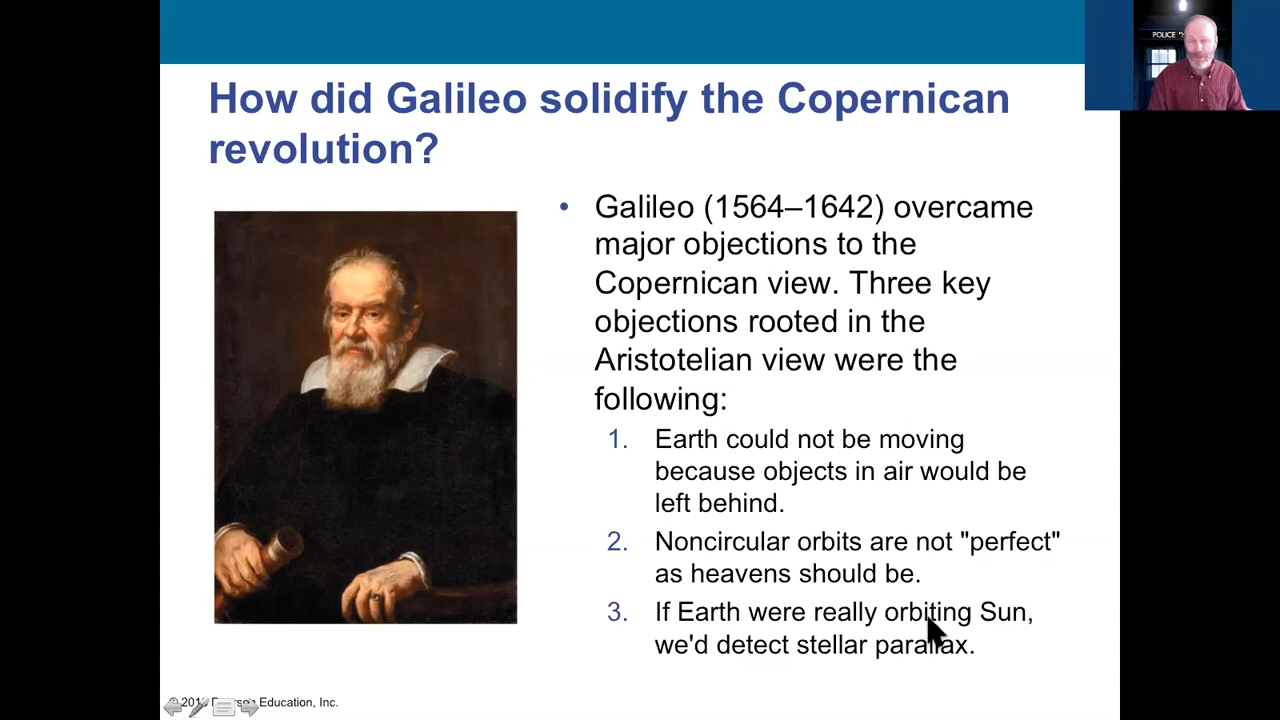 How did Galileo solidify the Copernican
revolution?
• Galileo (1564–1642) overcame
major objections to the
Copernican view. Three key
objections rooted in the
Aristotelian view were the
following:
1. Earth could not be moving
because objects in air would be
left behind.
2. Noncircular orbits are not "perfect"
as heavens should be.
3. If Earth were really orbiting Sun,
we'd detect stellar parallax.
Education, Inc.
POLICE